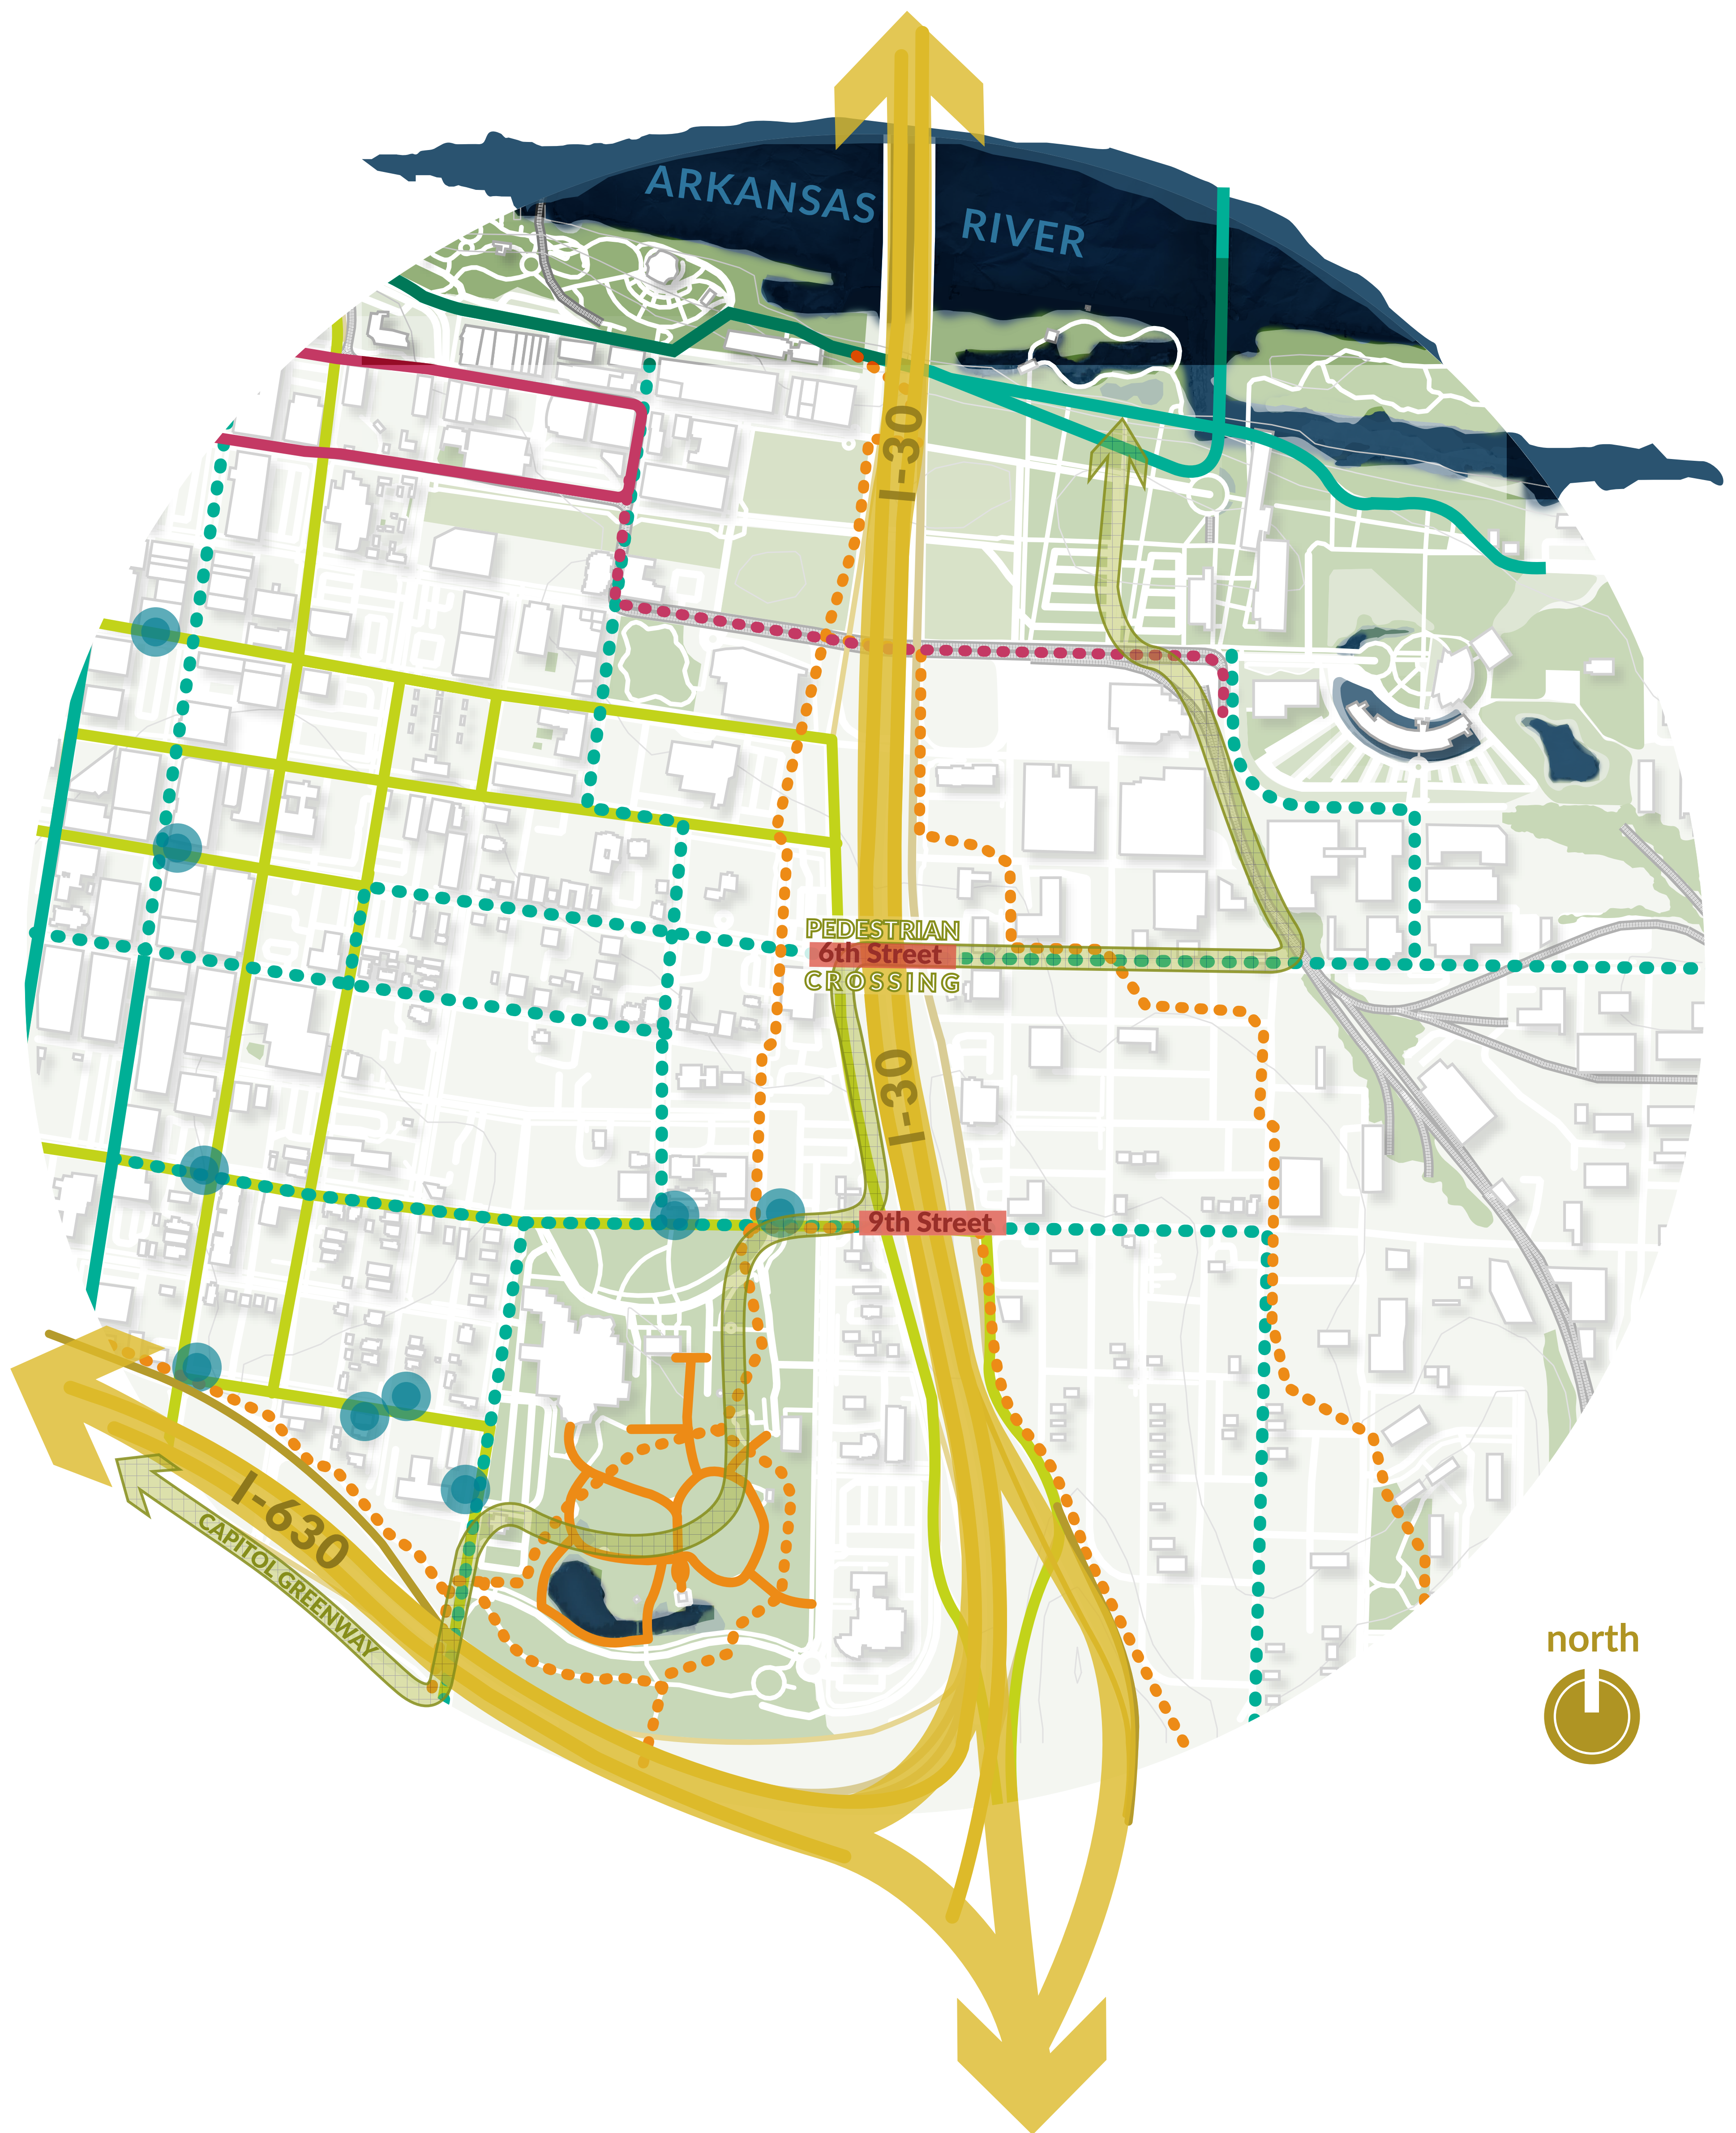 ARKANSAS RIVER
I-30
PEDESTRIAN
6th Street
CROSSING
I-30
9th Street
I-630
CAPITOL GREENWAY
north